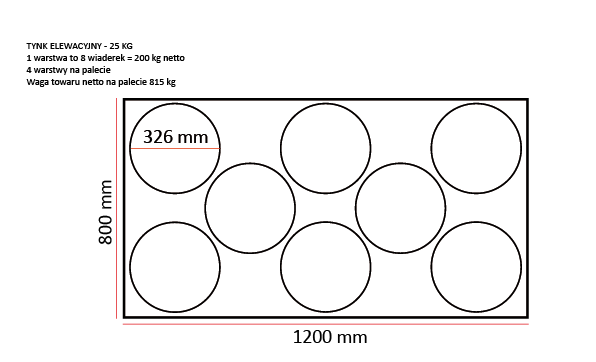 TYNK ELEWACYJNY - 25 KG
1 warstwa to 8 wiaderek = 200 kg netto
4 warstwy na palecie
Waga towaru netto na palecie 815 kg
326 mm
800 mm
1200 mm